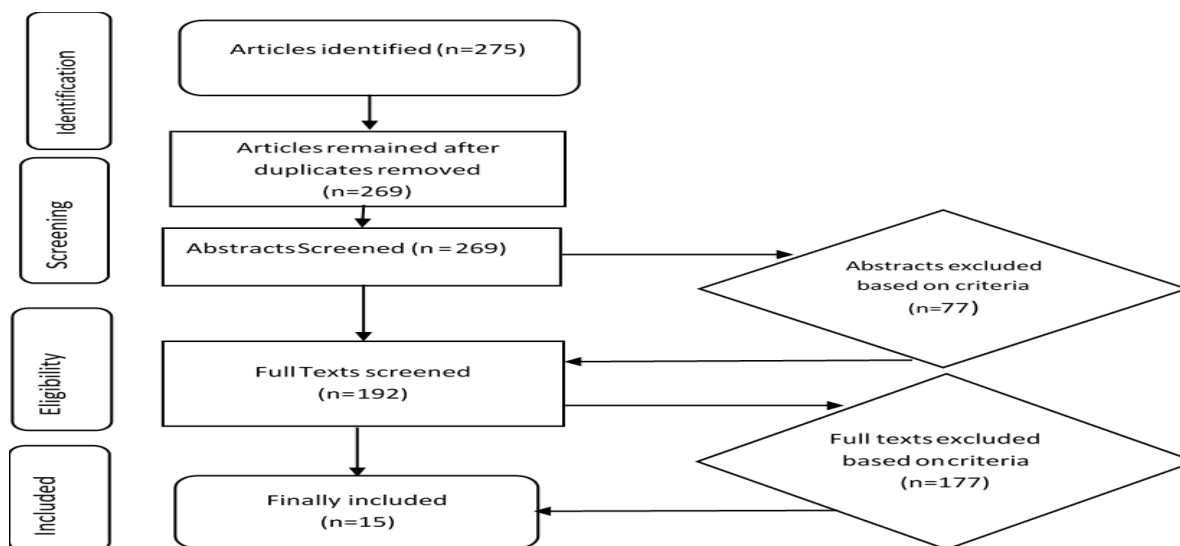 Identification
Articles identified (n=275)
Articles remained after
duplicates removed
(n=269)
Screening
Abstracts Screened (n = 269)
Abstracts excluded
based on criteria
(n=77)
Eligibility
Full Texts screened
(n=192)
Full texts excluded
based on criteria
(n=177)
Included
Finally included
(n=15)